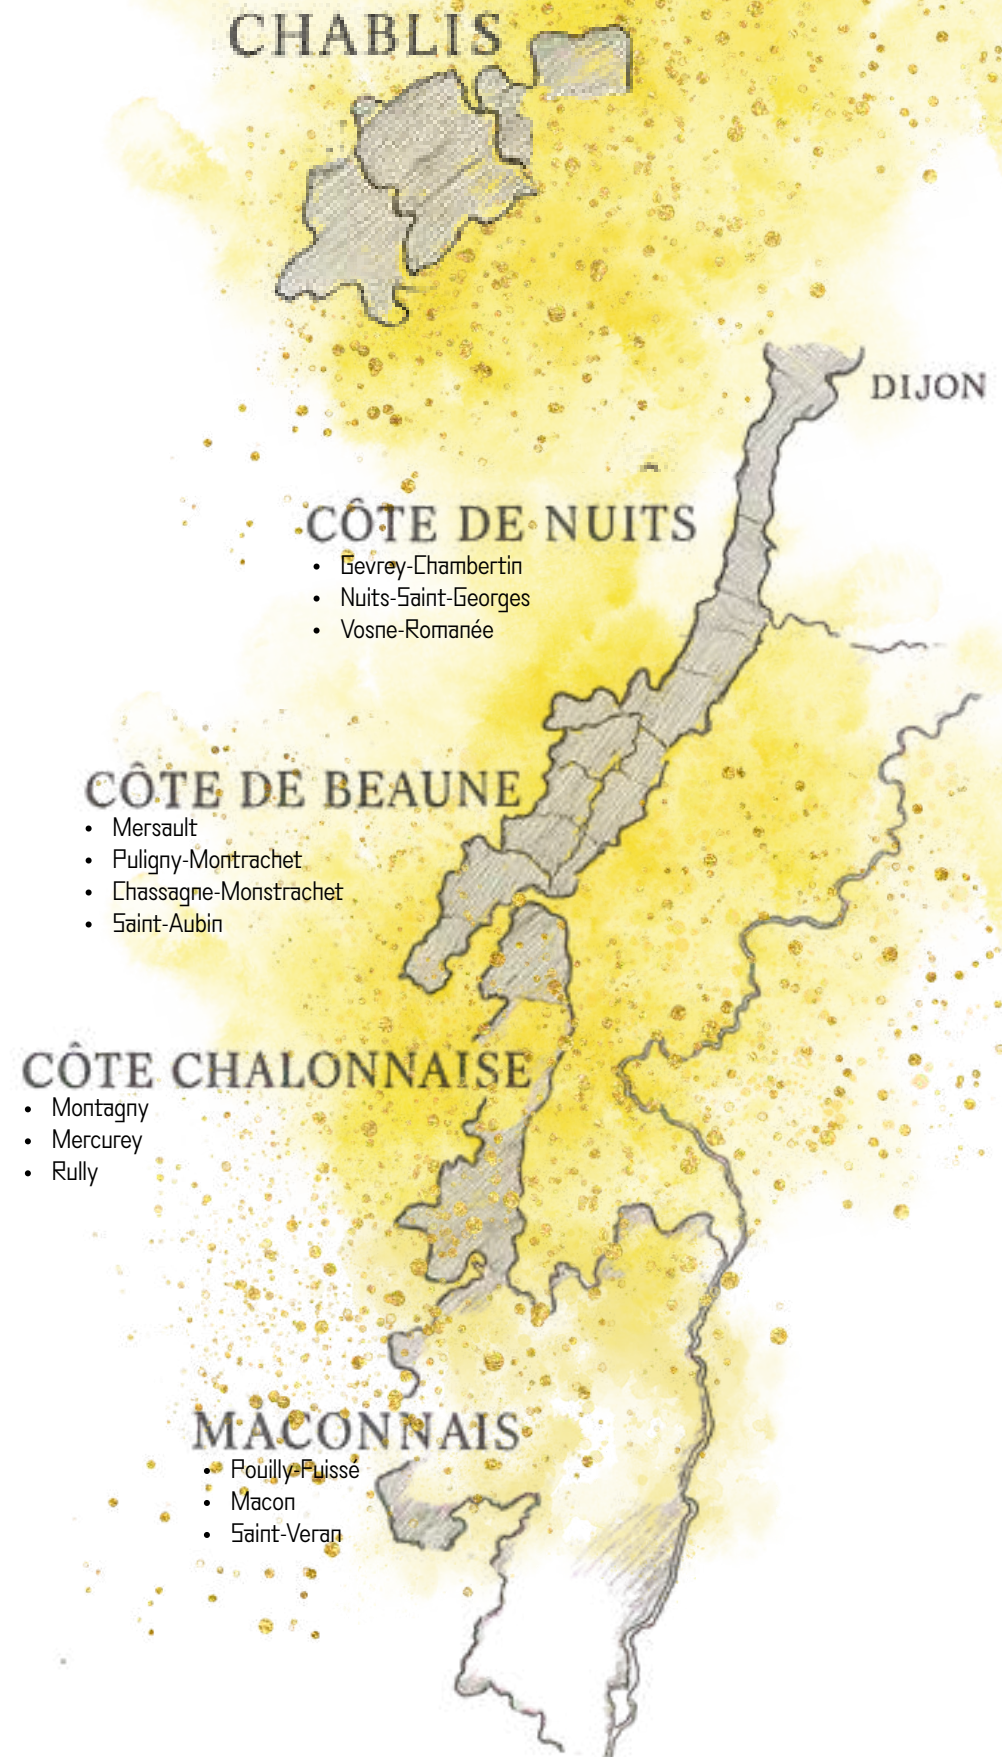 CHABLIS
DIJON
CÔTE DE NUITS
• Gevrey-Chambertin
• Nuits-Saint-Georges
• Vosne-Romanée
CÔTE DE BEAUNE
• Mersault
• Puligny-Montrachet
• Chassagne-Monstrachet
• Saint-Aubin
CÔTE CHALONNAISE
• Montagny
• Mercurey
• Rully
MÂCONNAIS
• Pouilly-Fuissé
• Macon
• Saint-Veran